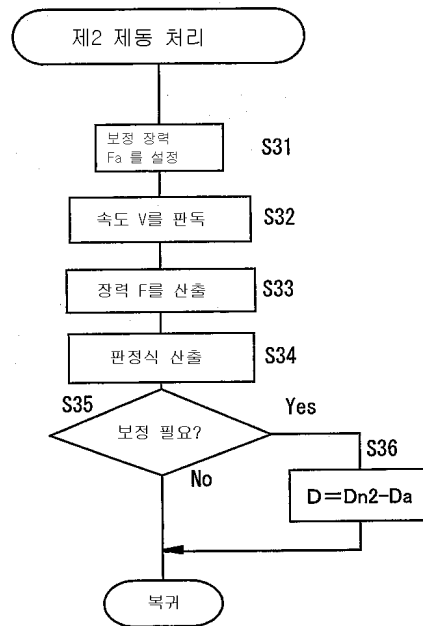 제2 제동 처리
보정 장력
Fa 를 설정
S31
속도 V를 판독
S32
장력 F를 산출
S33
판정식 산출
S34
S35
보정 필요?
Yes
No
S36
D=Dn2-Da
복귀